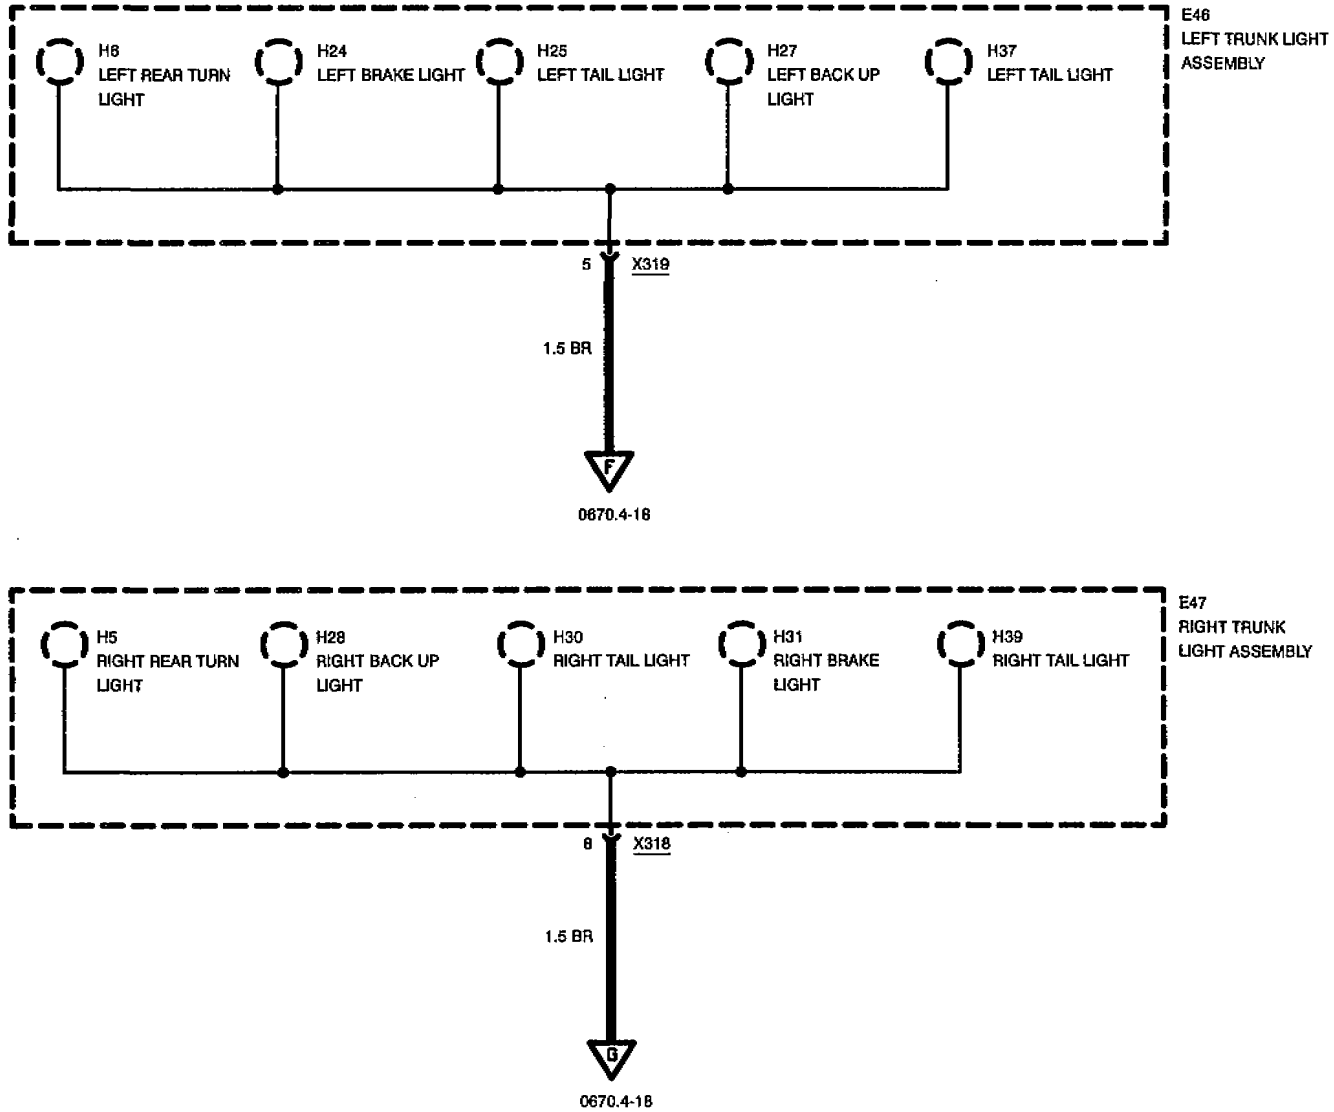 E46
LEFT TRUNK LIGHT
ASSEMBLY
H6
LEFT REAR TURN
LIGHT
H24
LEFT BRAKE LIGHT
H25
LEFT TAIL LIGHT
H27
LEFT BACK UP
LIGHT
H37
LEFT TAIL LIGHT
5
X319
1.5 BR
F
0670.4-18
E47
RIGHT TRUNK
LIGHT ASSEMBLY
H5
RIGHT REAR TURN
LIGHT
H28
RIGHT BACK UP
LIGHT
H30
RIGHT TAIL LIGHT
H31
RIGHT BRAKE
LIGHT
H39
RIGHT TAIL LIGHT
X318
1.5 BR
G
0670.4-18